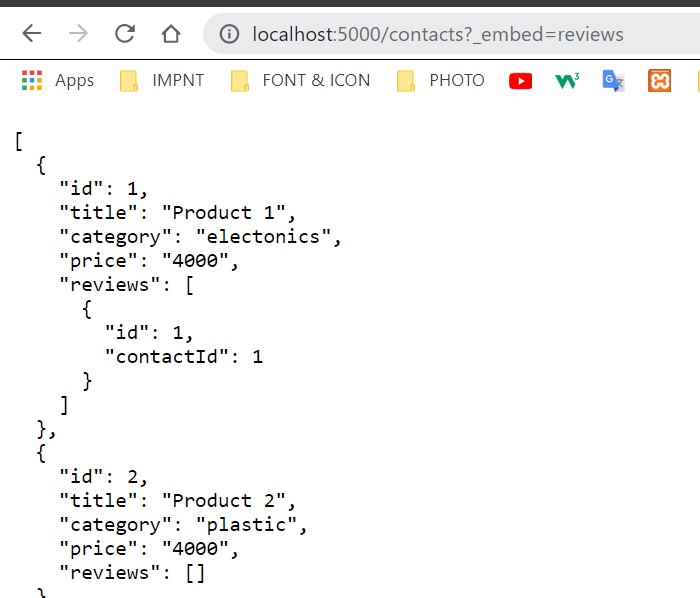 localhost:5000/contacts?_embed=reviews
Apps IMPNT FONT & ICON PHOTO
[
  {
    "id": 1,
    "title": "Product 1",
    "category": "electonics",
    "price": "4000",
    "reviews": [
      {
        "id": 1,
        "contactId": 1
      }
    ]
  },
  {
    "id": 2,
    "title": "Product 2",
    "category": "plastic",
    "price": "4000",
    "reviews": []
  }